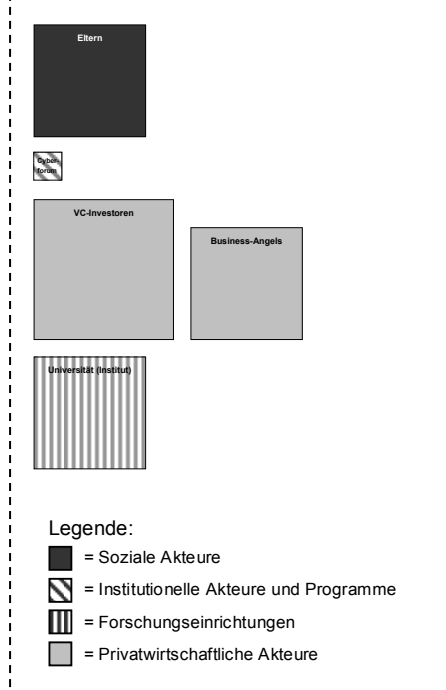 Eltern
Cyber-
forum
VC-Investoren
Business-Angels
Universität (Institut)
Legende:
= Soziale Akteure
= Institutionelle Akteure und Programme
= Forschungseinrichtungen
= Privatwirtschaftliche Akteure